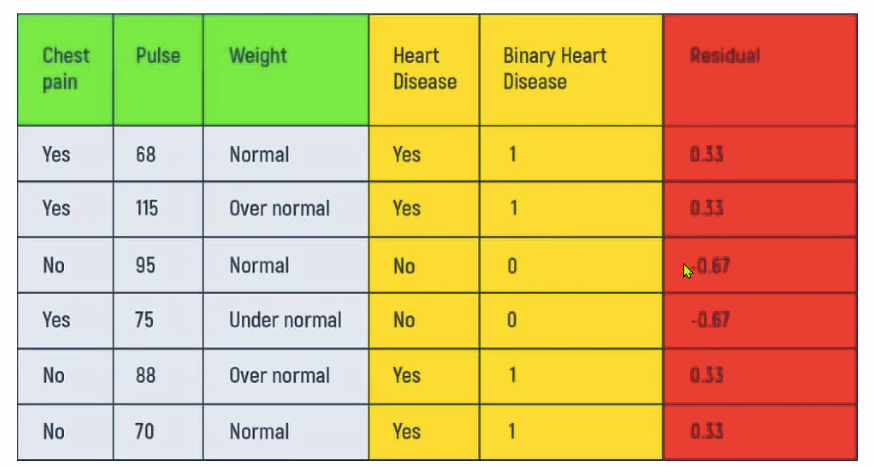 Chest pain Pulse Weight Heart Disease Binary Heart Disease Residual
Yes 68 Normal Yes 1 0.33
Yes 115 Over normal Yes 1 0.33
No 95 Normal No 0 -0.67
Yes 75 Under normal No 0 -0.67
No 88 Over normal Yes 1 0.33
No 70 Normal Yes 1 0.33